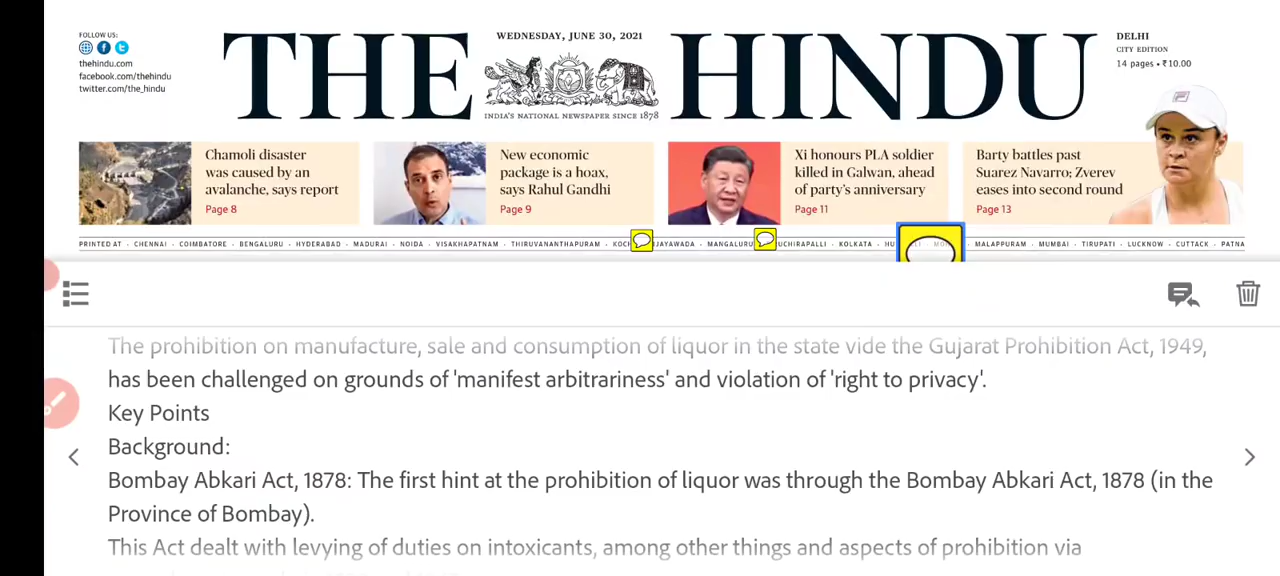 FOLLOW US:
thehindu.com
facebook.com/thehindu
twitter.com/the_hindu
THE HINDU
WEDNESDAY, JUNE 30, 2021
INDIA'S NATIONAL NEWSPAPER SINCE 1878
DELHI
CITY EDITION
14 pages • ₹10.00
Chamoli disaster
was caused by an
avalanche, says report
Page 8
New economic
package is a hoax,
says Rahul Gandhi
Page 9
Xi honours PLA soldier
killed in Galwan, ahead
of party's anniversary
Page 11
Barty battles past
Suarez Navarro; Zverev
eases into second round
Page 13
PRINTED AT · CHENNAI · COIMBATORE · BENGALURU · HYDERABAD · MADURAI · NOIDA · VISAKHAPATNAM · THIRUVANANTHAPURAM · KOCH IJAYAWADA · MANGALURU UCHIRAPALLI · KOLKATA · HU · MALAPPURAM · MUMBAI · TIRUPATI · LUCKNOW · CUTTACK · PATNA
The prohibition on manufacture, sale and consumption of liquor in the state vide the Gujarat Prohibition Act, 1949,
has been challenged on grounds of 'manifest arbitrariness' and violation of 'right to privacy'.
Key Points
Background:
Bombay Abkari Act, 1878: The first hint at the prohibition of liquor was through the Bombay Abkari Act, 1878 (in the
Province of Bombay).
This Act dealt with levying of duties on intoxicants, among other things and aspects of prohibition via